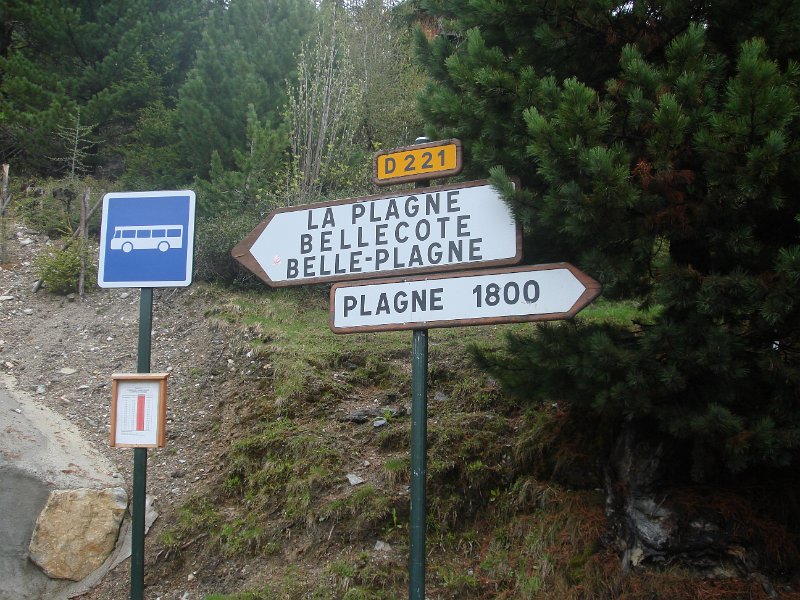 D 221
LA PLAGNE
BELLECOTE
BELLE-PLAGNE
PLAGNE 1800